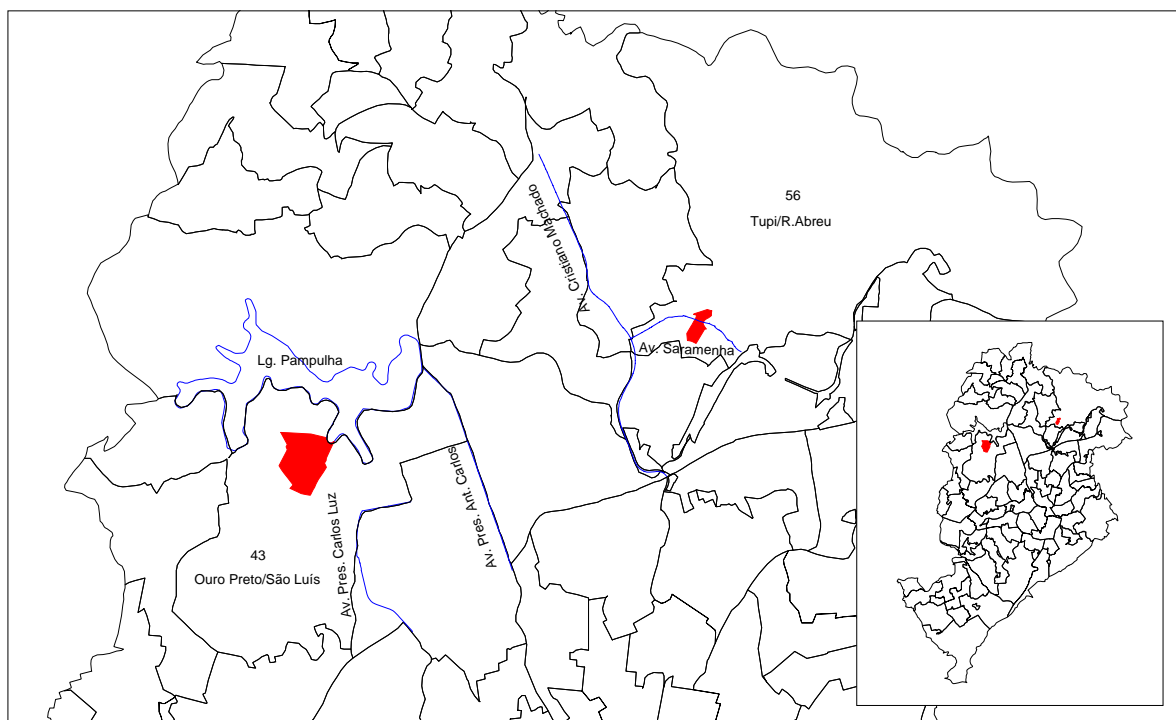 56
Tupi/R.Abreu
Av. Cristiano Machado
Av. Saramenha
Lg. Pampulha
Av. Pres. Ant. Carlos
Av. Pres. Carlos Luz
43
Ouro Preto/São Luís